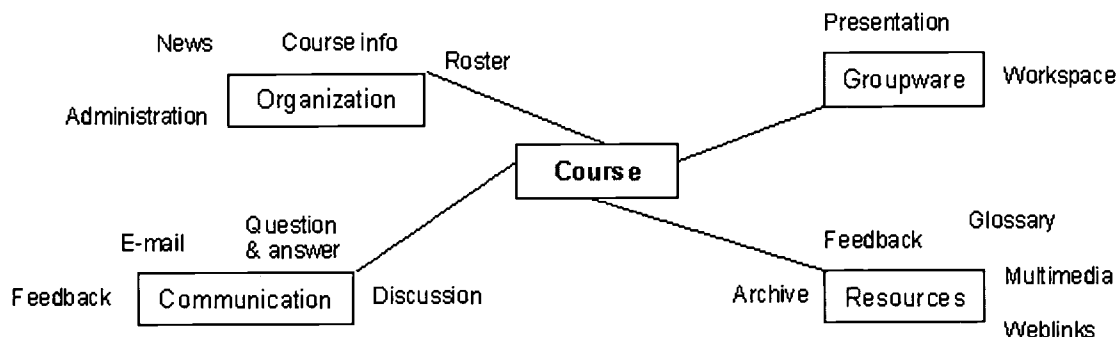 News
Course info
Roster
Organization
Administration
Presentation
Groupware
Workspace
Course
E-mail
Question
& answer
Feedback
Communication
Discussion
Glossary
Feedback
Multimedia
Archive
Resources
Weblinks